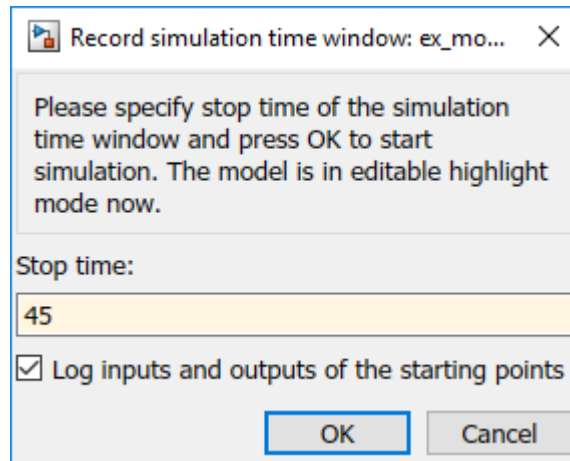 Record simulation time window: ex_mo...
Please specify stop time of the simulation
time window and press OK to start
simulation. The model is in editable highlight
mode now.
Stop time:
45
Log inputs and outputs of the starting points
OK Cancel